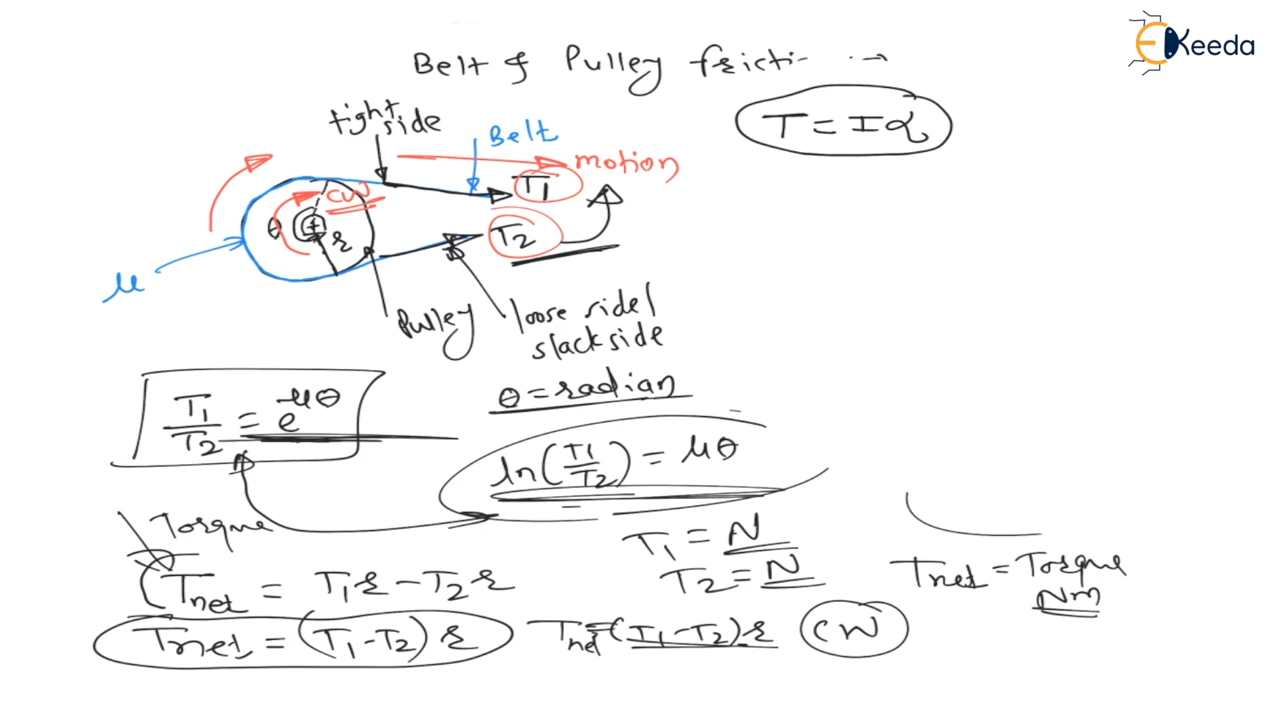 EKeeda
Belt & Pulley fricti
T = Iα
tight side
Belt
motion
T1
CW
θ
r
T2
μ
Pulley
loose side/
slack side
T1/T2 = e^μθ
θ = radian
ln(T1/T2) = μθ
Torque
T1 = N
T2 = N
Tnet = T1r - T2r
Tnet = Torque
Nm
Tnet = (T1-T2) r
Tnet = (T1-T2) r
CW